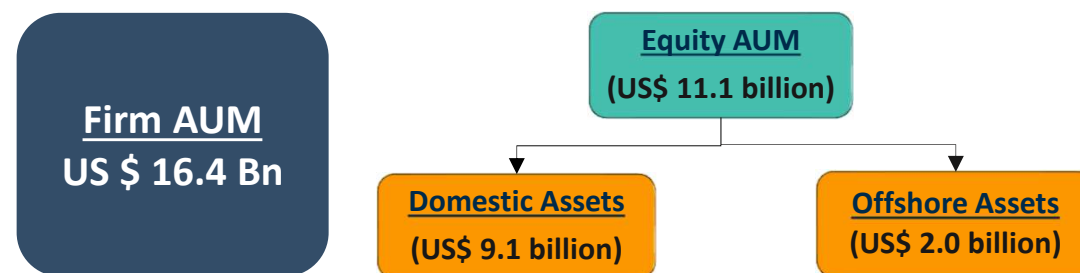 Firm AUM
US $ 16.4 Bn
Equity AUM
(US$ 11.1 billion)
Domestic Assets
(US$ 9.1 billion)
Offshore Assets
(US$ 2.0 billion)